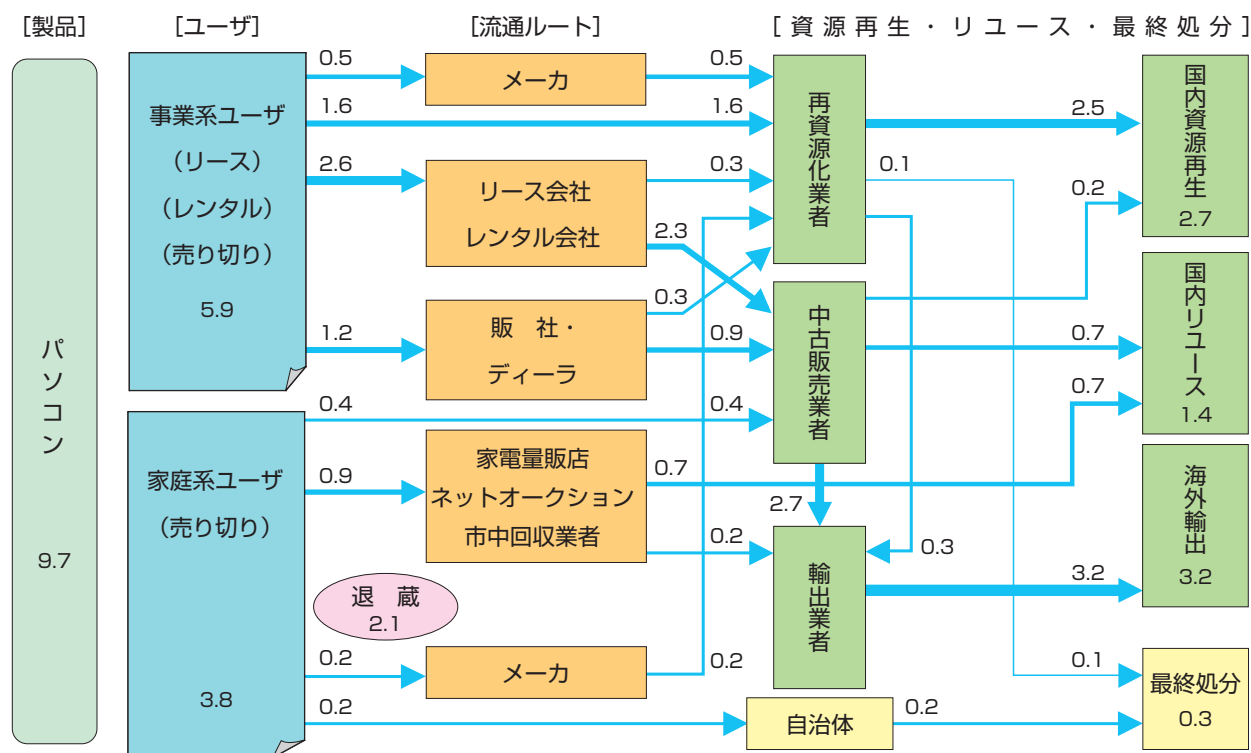 [製品]
[ユーザ]
[流通ルート]
[資源再生・リユース・最終処分]
パソコン
9.7
事業系ユーザ
（リース）
（レンタル）
（売り切り）
5.9
家庭系ユーザ
（売り切り）
3.8
0.5
1.6
2.6
1.2
0.4
0.9
退 蔵
2.1
0.2
0.2
メーカ
リース会社
レンタル会社
販 社・
ディーラ
家電量販店
ネットオークション
市中回収業者
メーカ
0.5
1.6
0.3
2.3
0.3
0.9
0.4
0.7
0.2
0.2
再資源化業者
中古販売業者
2.7
輸出業者
自治体
0.1
0.3
0.2
2.5
0.2
0.7
0.7
3.2
0.1
国内資源再生
2.7
国内リユース
1.4
海外輸出
3.2
最終処分
0.3